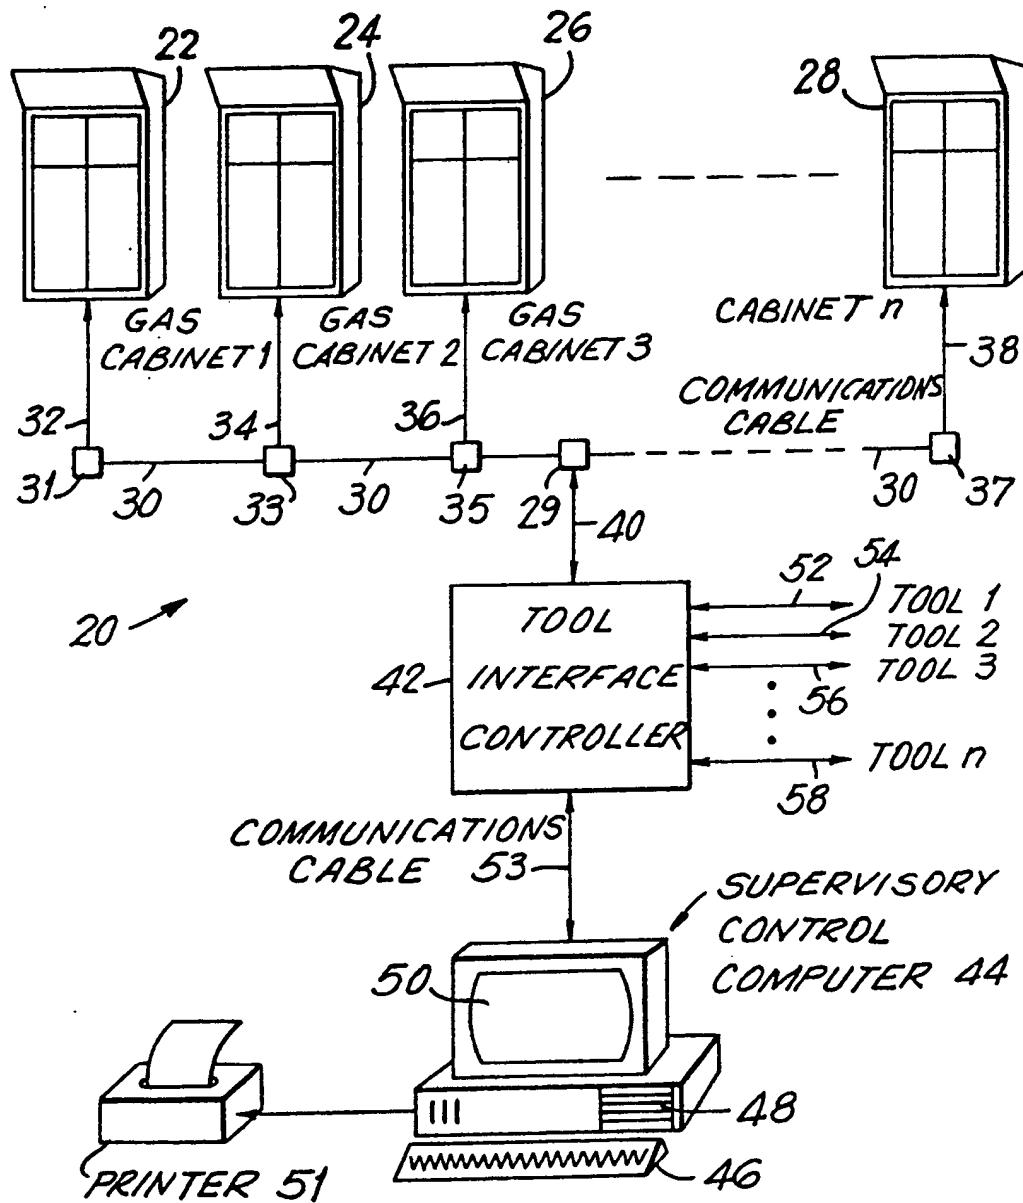 22
24
26
28
GAS CABINET 1
GAS CABINET 2
GAS CABINET 3
CABINET n
38
COMMUNICATIONS CABLE
32
34
36
31
30
33
30
35
29
30
37
40
20
42
TOOL INTERFACE CONTROLLER
52
54
TOOL 1
TOOL 2
TOOL 3
56
TOOL n
58
COMMUNICATIONS CABLE 53
SUPERVISORY CONTROL COMPUTER 44
50
48
46
PRINTER 51